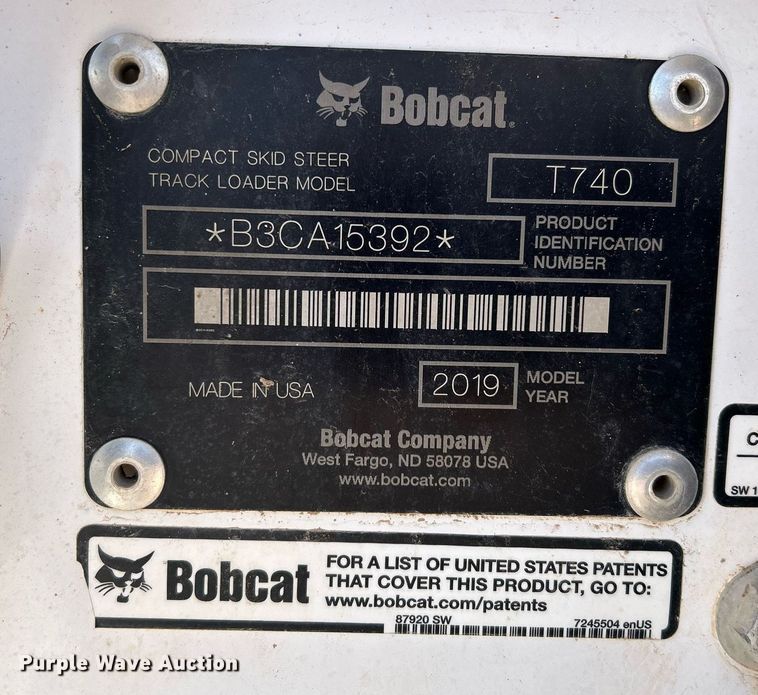 Bobcat.
COMPACT SKID STEER
TRACK LOADER MODEL
T740
*B3CA15392*
PRODUCT
IDENTIFICATION
NUMBER
MADE IN USA
2019
MODEL
YEAR
Bobcat Company
West Fargo, ND 58078 USA
www.bobcat.com
C
SW 1
Bobcat
FOR A LIST OF UNITED STATES PATENTS
THAT COVER THIS PRODUCT, GO TO:
www.bobcat.com/patents
87920 SW
7245504 enUS
Purple Wave Auction